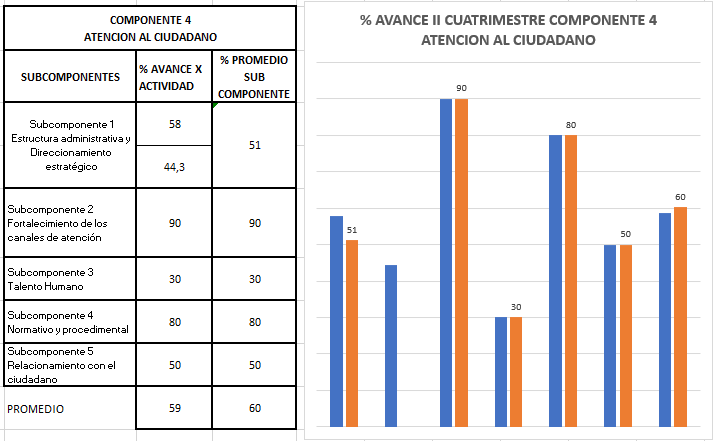 COMPONENTE 4
ATENCION AL CIUDADANO
SUBCOMPONENTES
% AVANCE X
ACTIVIDAD
% PROMEDIO
SUB
COMPONENTE
Subcomponente 1
Estructura administrativa y
Direccionamiento
estratégico
58
44,3
51
Subcomponente 2
Fortalecimiento de los
canales de atención
90
90
Subcomponente 3
Talento Humano
30
30
Subcomponente 4
Normativo y procedimental
80
80
Subcomponente 5
Relacionamiento con el
ciudadano
50
50
PROMEDIO
59
60
% AVANCE II CUATRIMESTRE COMPONENTE 4
ATENCION AL CIUDADANO
51
90
30
80
50
60